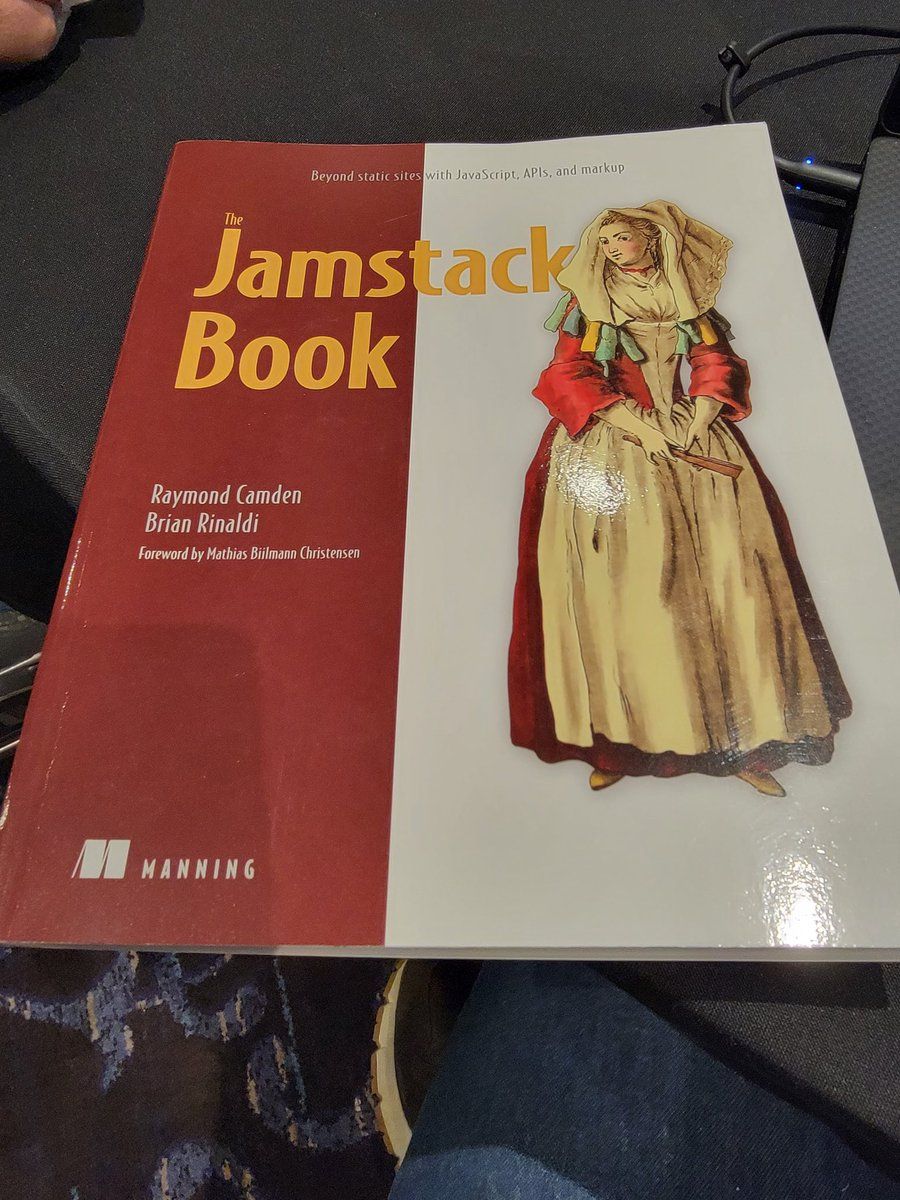 Beyond static sites with JavaScript, APIs, and markup
The
Jamstack
Book
Raymond Camden
Brian Rinaldi
Foreword by Mathias Biilmann Christensen
MANNING